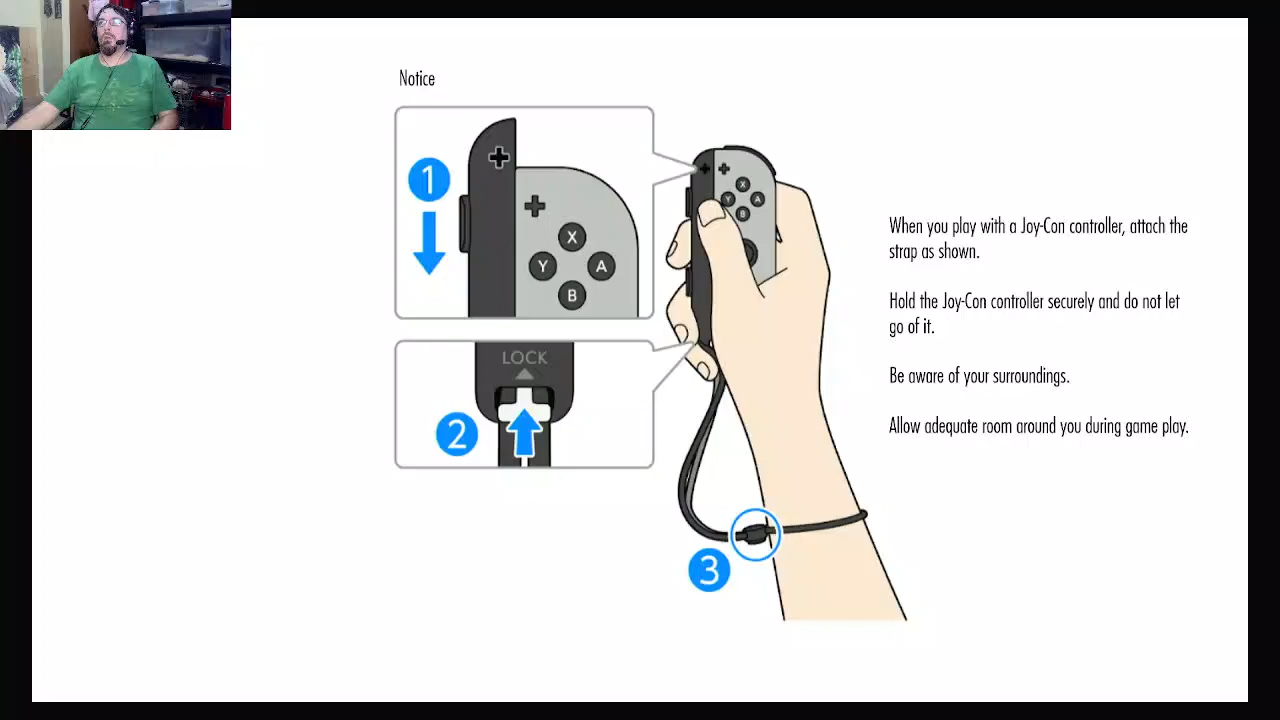 Notice
1
X
Y
A
B
LOCK
2
X
Y
A
B
3
When you play with a Joy-Con controller, attach the
strap as shown.
Hold the Joy-Con controller securely and do not let
go of it.
Be aware of your surroundings.
Allow adequate room around you during game play.